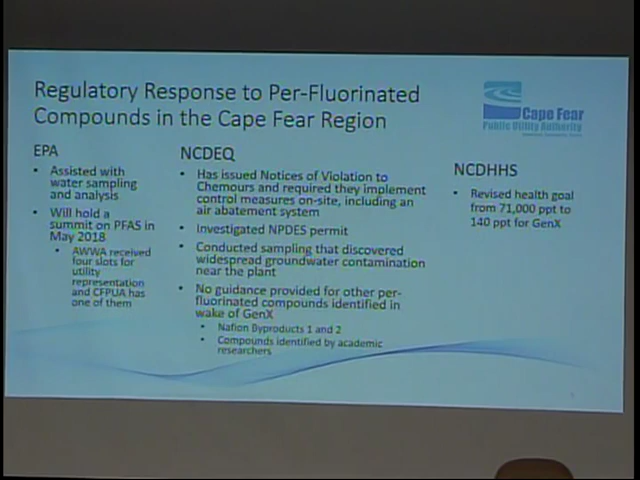 Regulatory Response to Per-Fluorinated
Compounds in the Cape Fear Region
Cape Fear
Public Utility Authority
EPA
• Assisted with
water sampling
and analysis
• Will hold a
summit on PFAS in
May 2018
• AWWA received
four slots for
utility
representation
and CFPUA has
one of them
NCDEQ
• Has issued Notices of Violation to
Chemours and required they implement
control measures on-site, including an
air abatement system
• Investigated NPDES permit
• Conducted sampling that discovered
widespread groundwater contamination
near the plant
• No guidance provided for other per-
fluorinated compounds identified in
wake of GenX
• Nafion Byproducts 1 and 2
• Compounds identified by academic
researchers
NCDHHS
• Revised health goal
from 71,000 ppt to
140 ppt for GenX